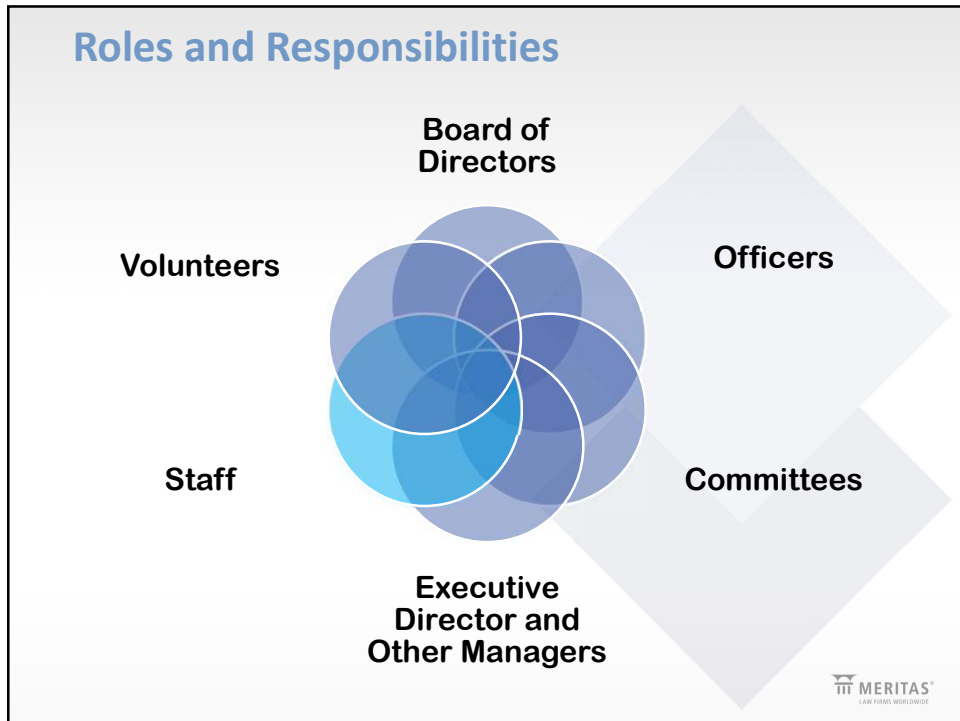 Roles and Responsibilities
Board of
Directors
Volunteers
Officers
Staff
Committees
Executive
Director and
Other Managers
MERITAS®
LAW FIRMS WORLDWIDE